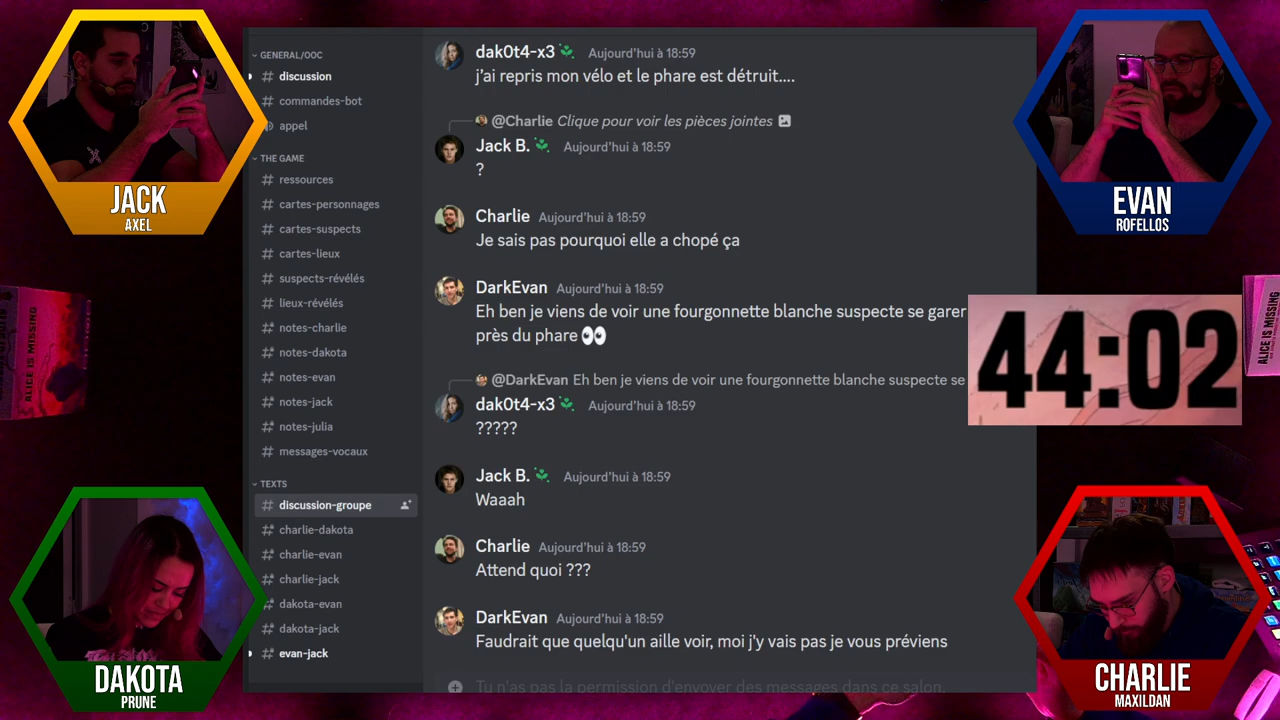 JACK
AXEL
EVAN
ROFELLOS
DAKOTA
PRUNE
CHARLIE
MAXILDAN
44:02
ALICE IS MISSING
ALICE IS MISSING
GENERAL/OOC
# discussion
# commandes-bot
appel
THE GAME
# ressources
# cartes-personnages
# cartes-suspects
# cartes-lieux
# suspects-révélés
# lieux-révélés
# notes-charlie
# notes-dakota
# notes-evan
# notes-jack
# notes-julia
# messages-vocaux
TEXTS
# discussion-groupe
# charlie-dakota
# charlie-evan
# charlie-jack
# dakota-evan
# dakota-jack
# evan-jack
dak0t4-x3 Aujourd'hui à 18:59
j'ai repris mon vélo et le phare est détruit....
@Charlie Clique pour voir les pièces jointes
Jack B. Aujourd'hui à 18:59
?
Charlie Aujourd'hui à 18:59
Je sais pas pourquoi elle a chopé ça
DarkEvan Aujourd'hui à 18:59
Eh ben je viens de voir une fourgonnette blanche suspecte se garer
près du phare 👀
@DarkEvan Eh ben je viens de voir une fourgonnette blanche suspecte se
dak0t4-x3 Aujourd'hui à 18:59
?????
Jack B. Aujourd'hui à 18:59
Waaah
Charlie Aujourd'hui à 18:59
Attend quoi ???
DarkEvan Aujourd'hui à 18:59
Faudrait que quelqu'un aille voir, moi j'y vais pas je vous préviens
Tu n'as pas la permission d'envoyer des messages dans ce salon.